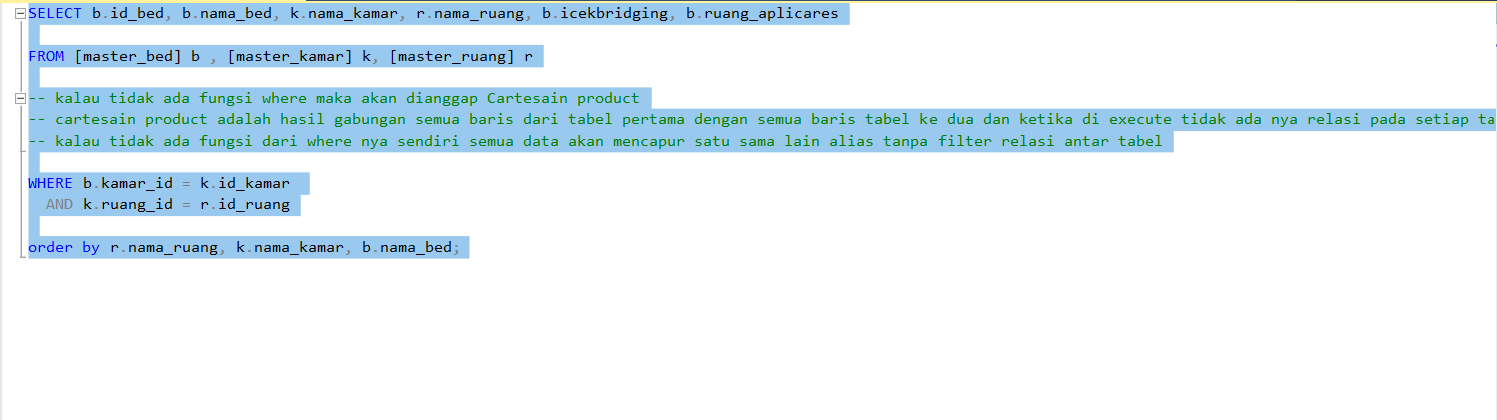 SELECT b.id_bed, b.nama_bed, k.nama_kamar, r.nama_ruang, b.icekbridging, b.ruang_aplicares
FROM [master_bed] b , [master_kamar] k, [master_ruang] r
-- kalau tidak ada fungsi where maka akan dianggap Cartesain product
-- cartesain product adalah hasil gabungan semua baris dari tabel pertama dengan semua baris tabel ke dua dan ketika di execute tidak ada nya relasi pada setiap ta
-- kalau tidak ada fungsi dari where nya sendiri semua data akan mencapur satu sama lain alias tanpa filter relasi antar tabel
WHERE b.kamar_id = k.id_kamar
AND k.ruang_id = r.id_ruang
order by r.nama_ruang, k.nama_kamar, b.nama_bed;